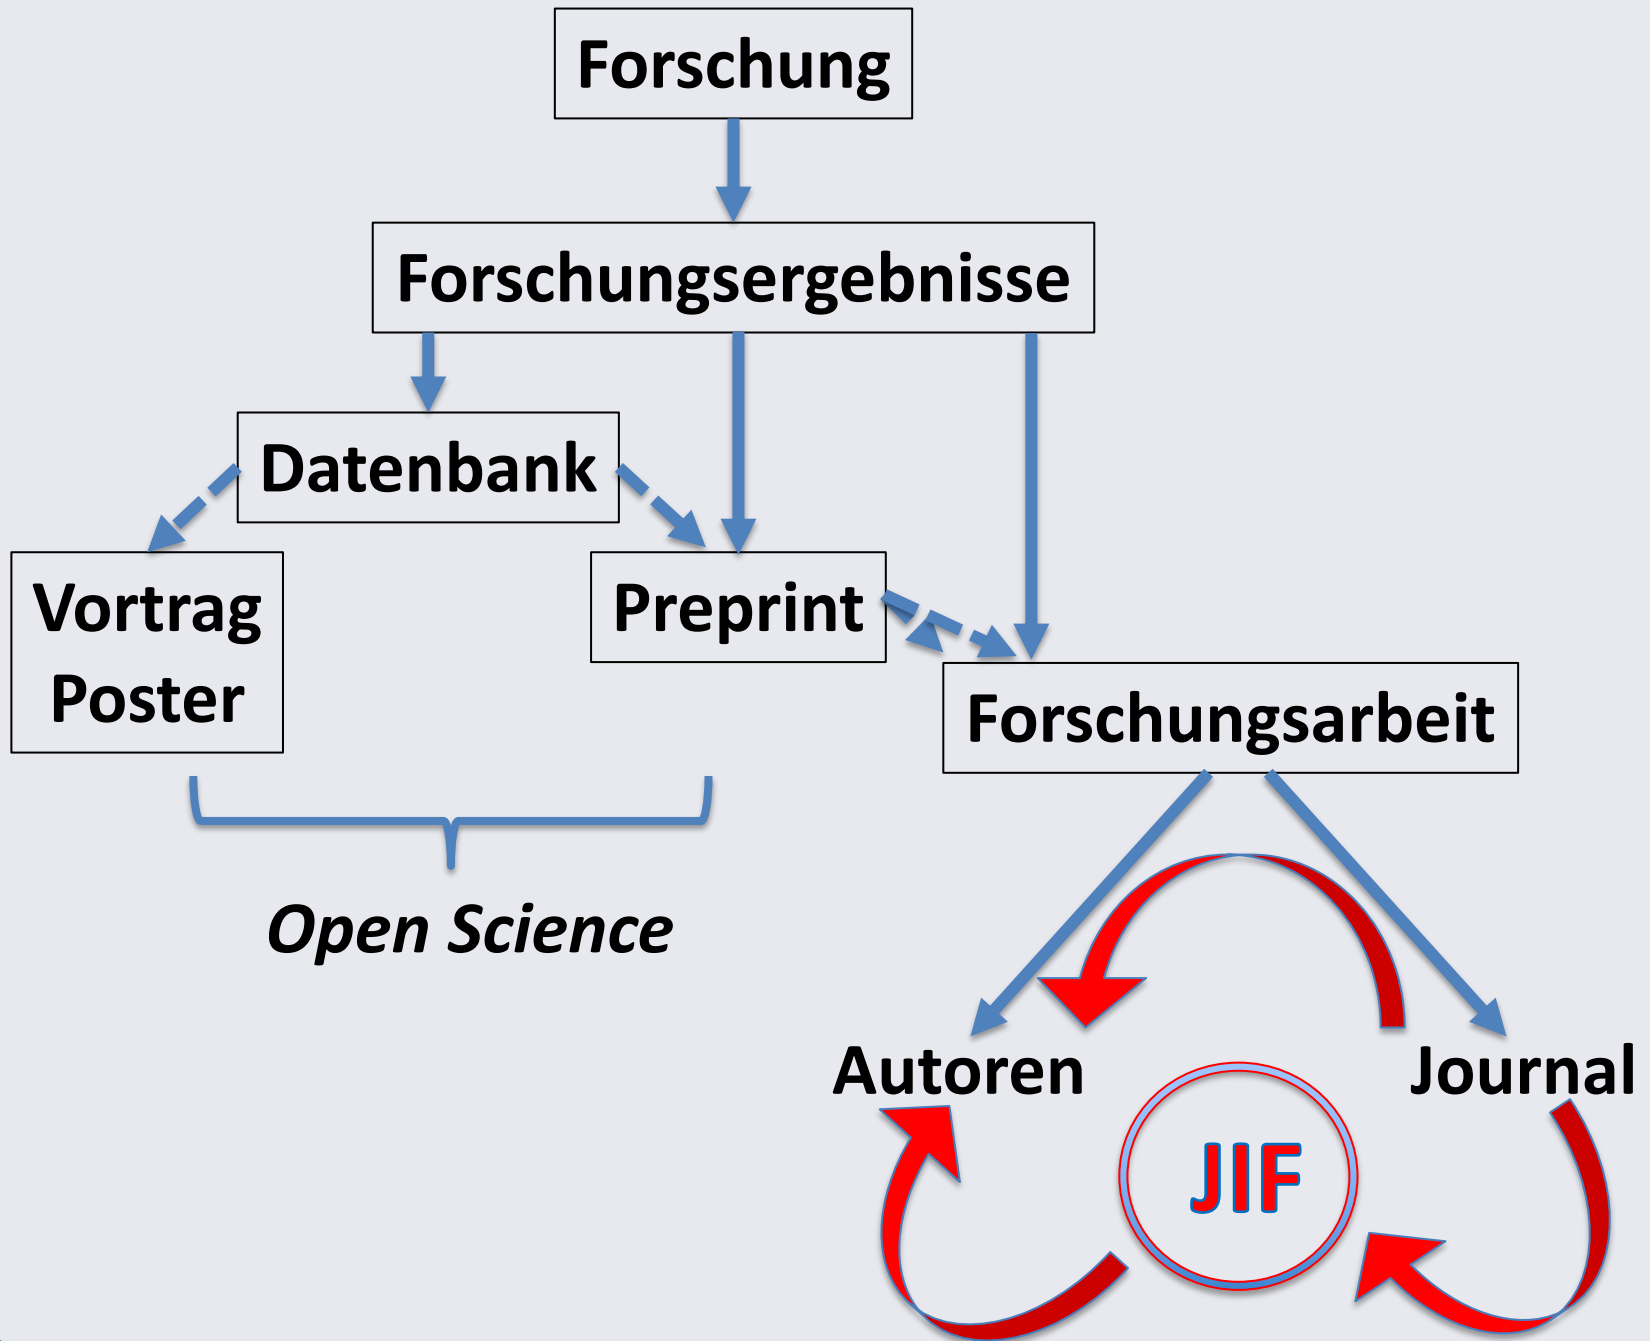 Forschung
Forschungsergebnisse
Datenbank
Vortrag
Poster
Preprint
Forschungsarbeit
Open Science
Autoren
Journal
JIF